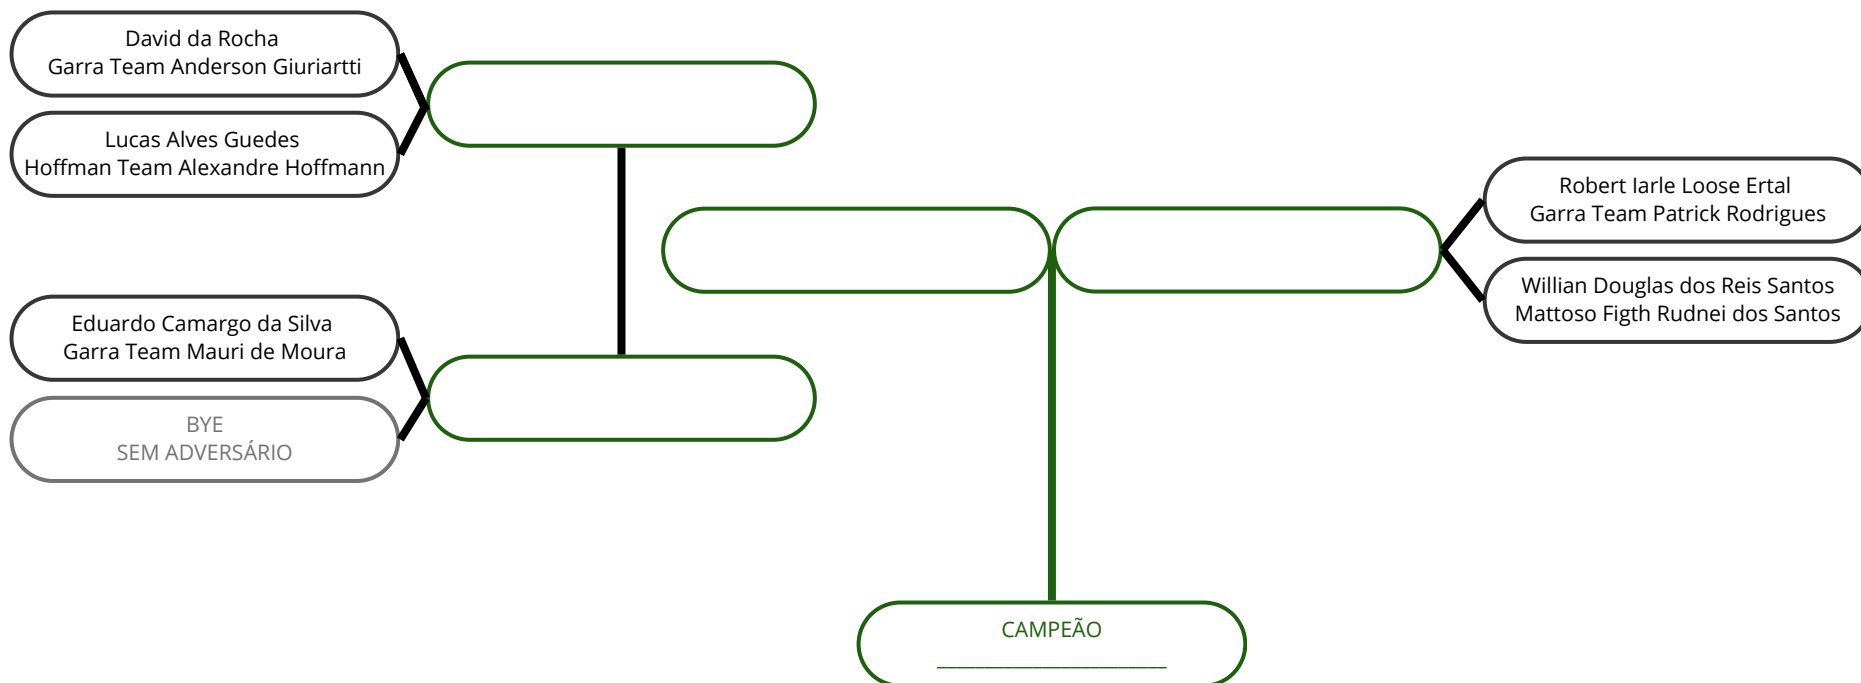 David da Rocha
Garra Team Anderson Giuriartti
Lucas Alves Guedes
Hoffman Team Alexandre Hoffmann
Eduardo Camargo da Silva
Garra Team Mauri de Moura
BYE
SEM ADVERSÁRIO
Robert Iarle Loose Ertal
Garra Team Patrick Rodrigues
Willian Douglas dos Reis Santos
Mattoso Figth Rudnei dos Santos
CAMPEÃO